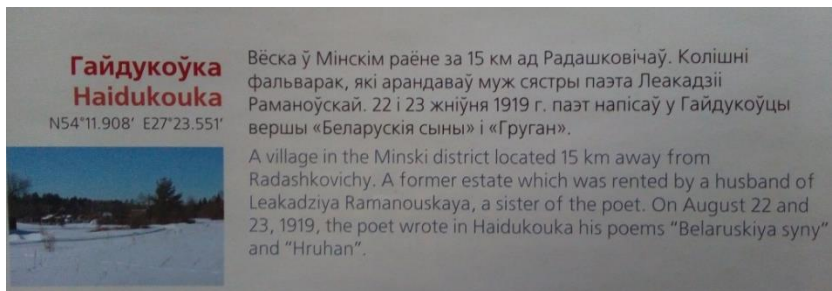 Гайдукоўка
Haidukouka
N54°11.908′ E27°23.551′
Вёска ў Мінскім раёне за 15 км ад Радашковічаў. Колішні
фальварак, які арандаваў муж сястры паэта Леакадзіі
Раманоўскай. 22 і 23 жніўня 1919 г. паэт напісаў у Гайдукоўцы
вершы «Беларускія сыны» і «Груган».
A village in the Minski district located 15 km away from
Radashkovichy. A former estate which was rented by a husband of
Leakadziya Ramanouskaya, a sister of the poet. On August 22 and
23, 1919, the poet wrote in Haidukouka his poems “Belaruskiya syny”
and “Hruhan”.